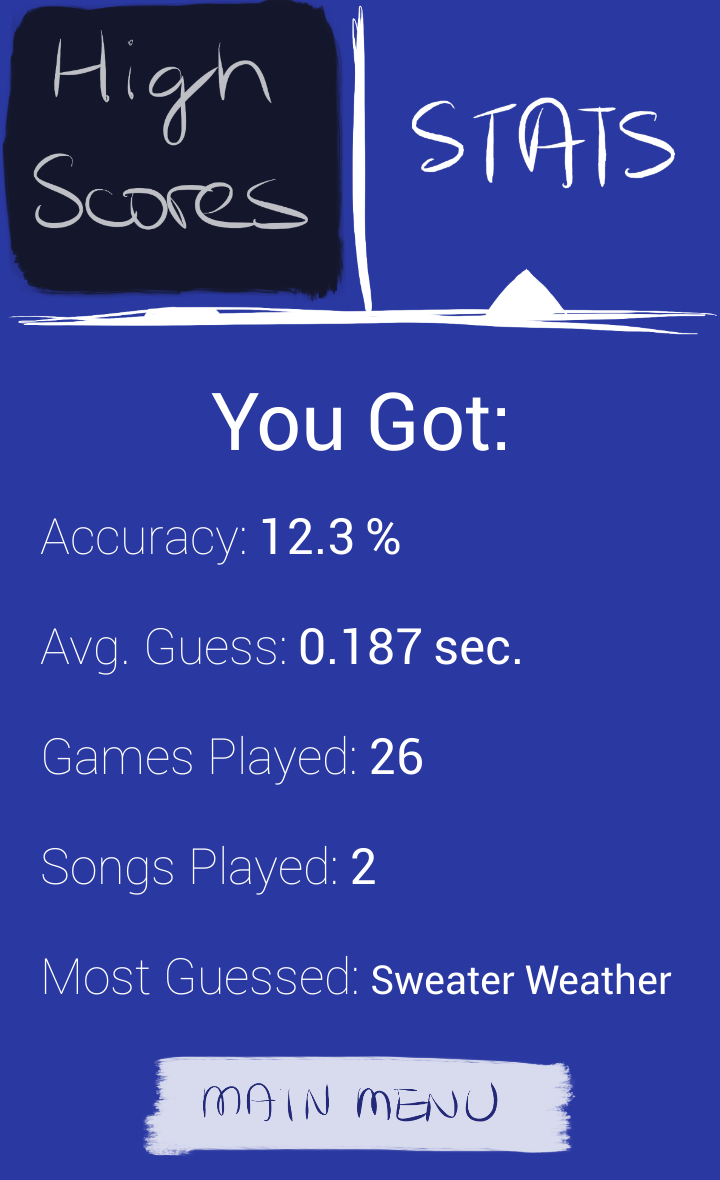 High
Scores
STATS
You Got:
Accuracy: 12.3 %
Avg. Guess: 0.187 sec.
Games Played: 26
Songs Played: 2
Most Guessed: Sweater Weather
MAIN MENU